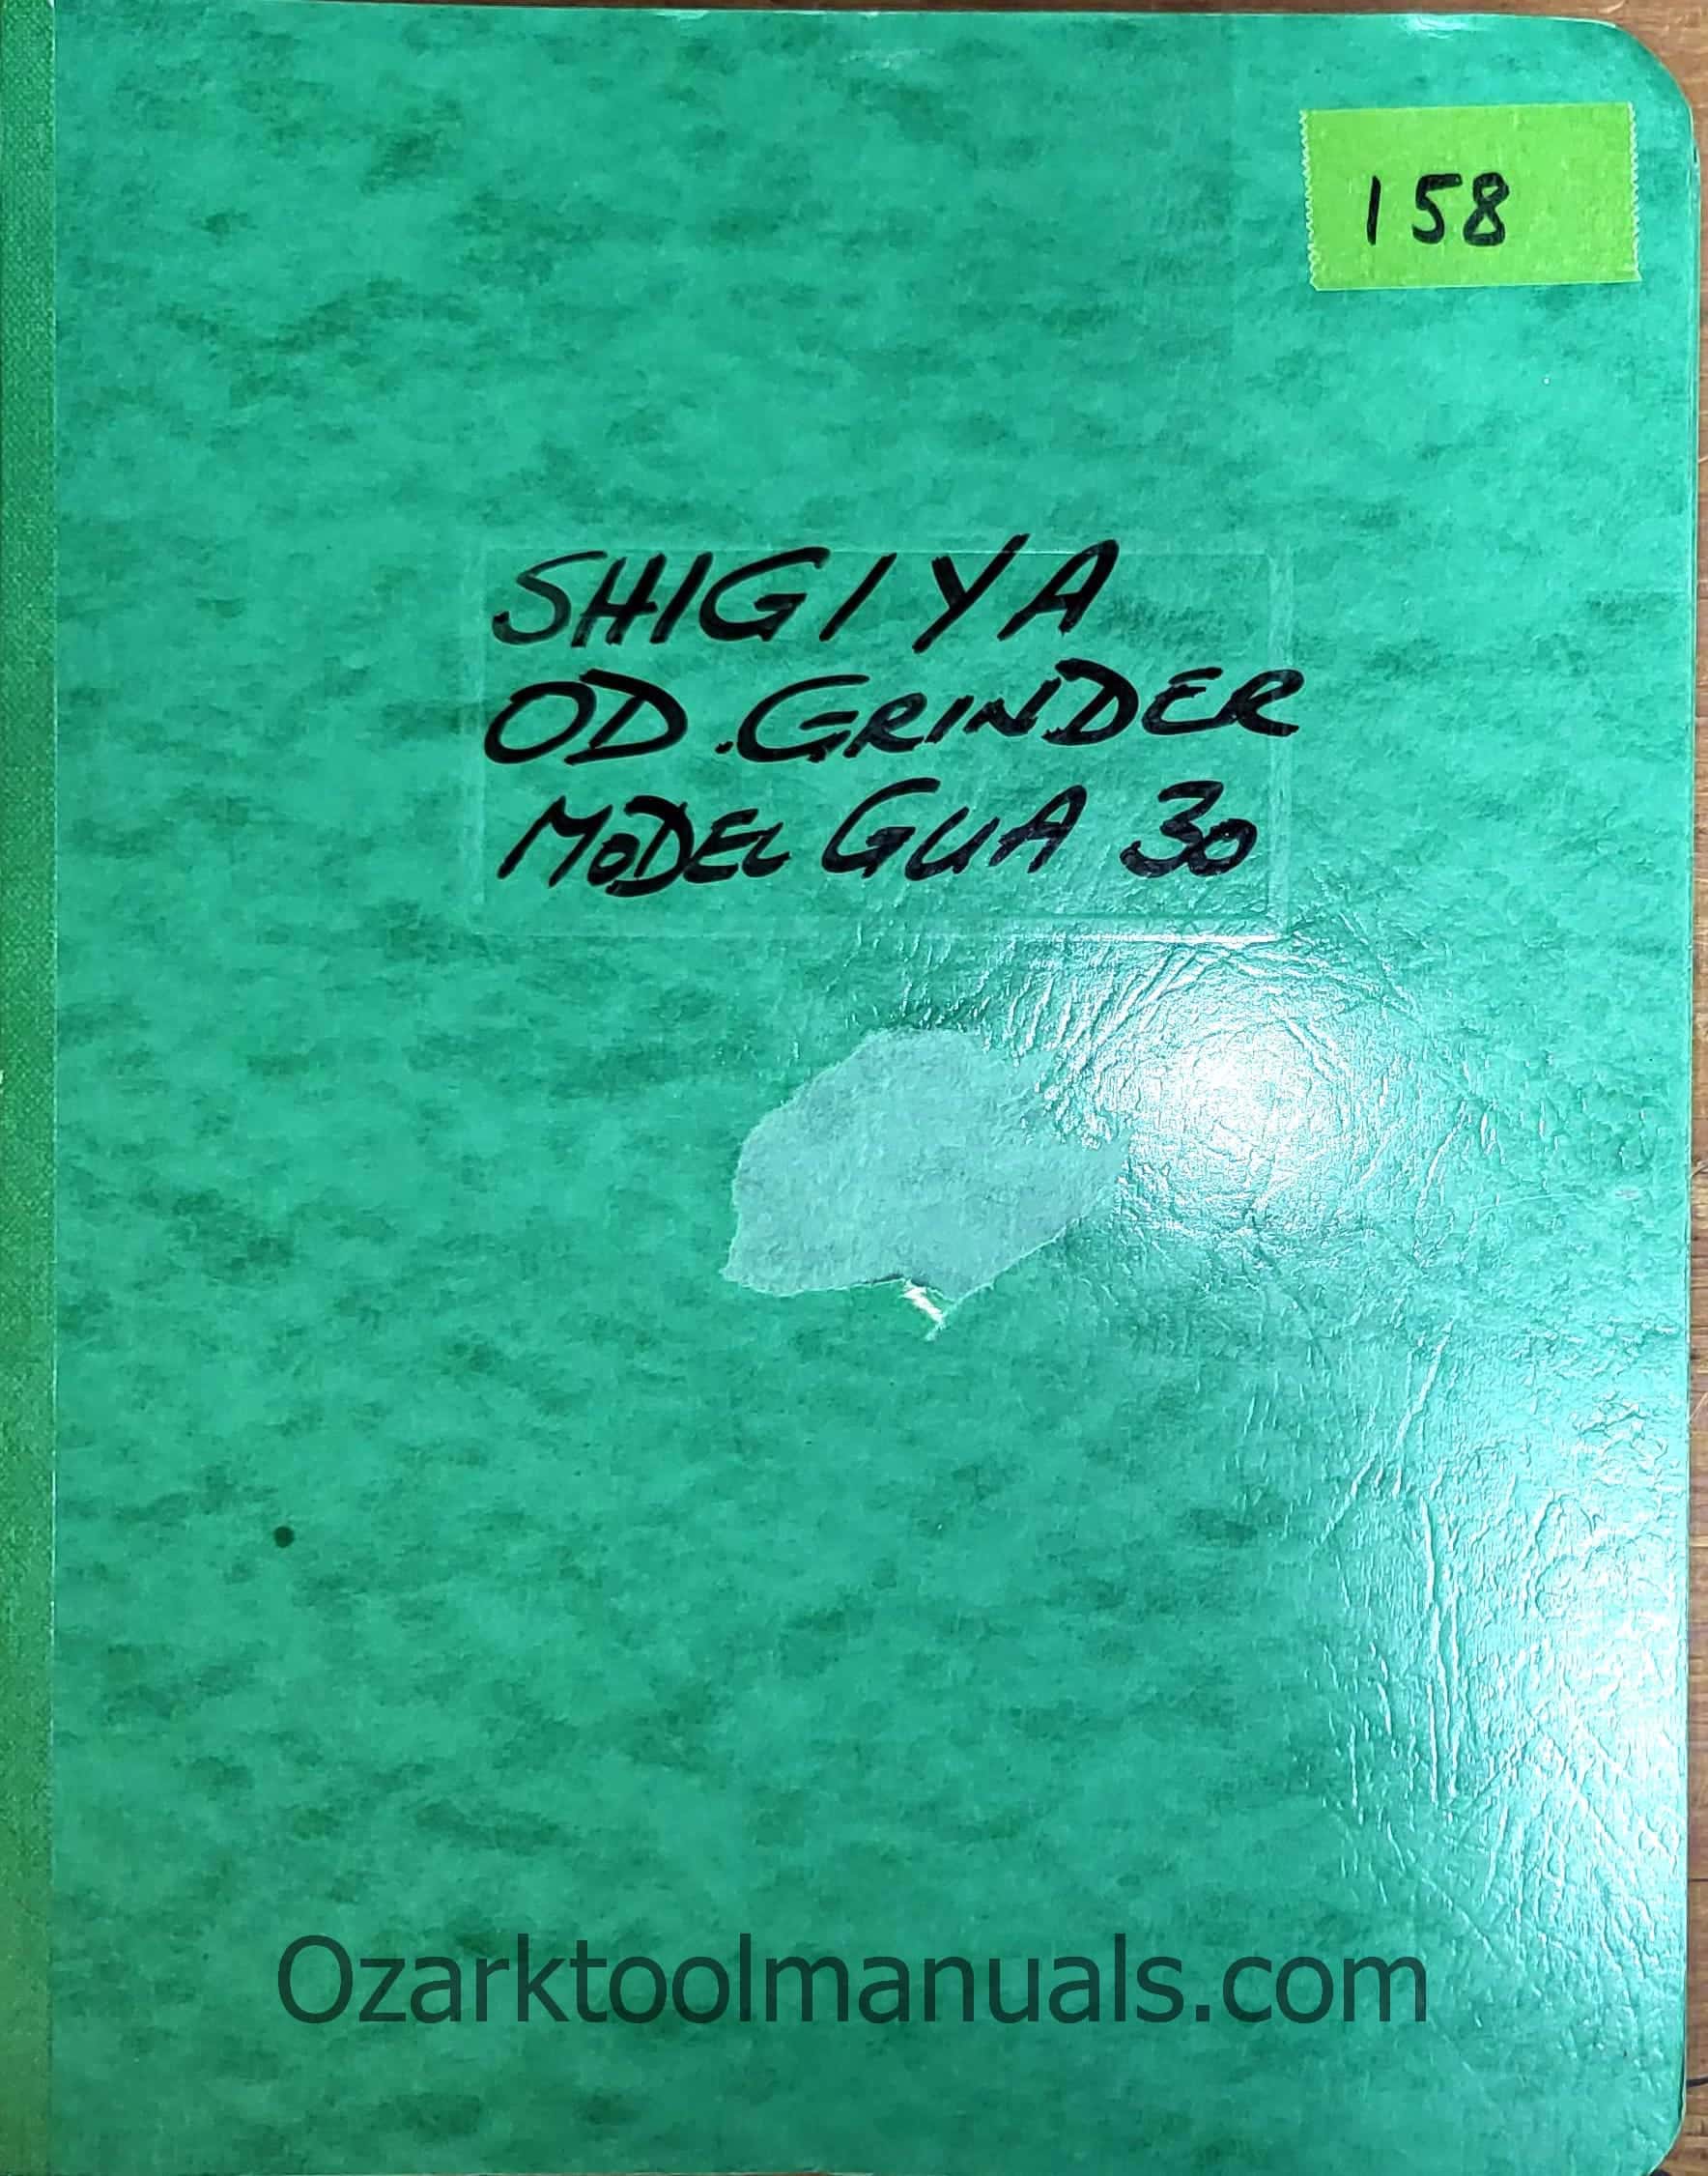 158
SHIGIYA
OD. GRINDER
MODEL GUA 30
Ozarktoolmanuals.com